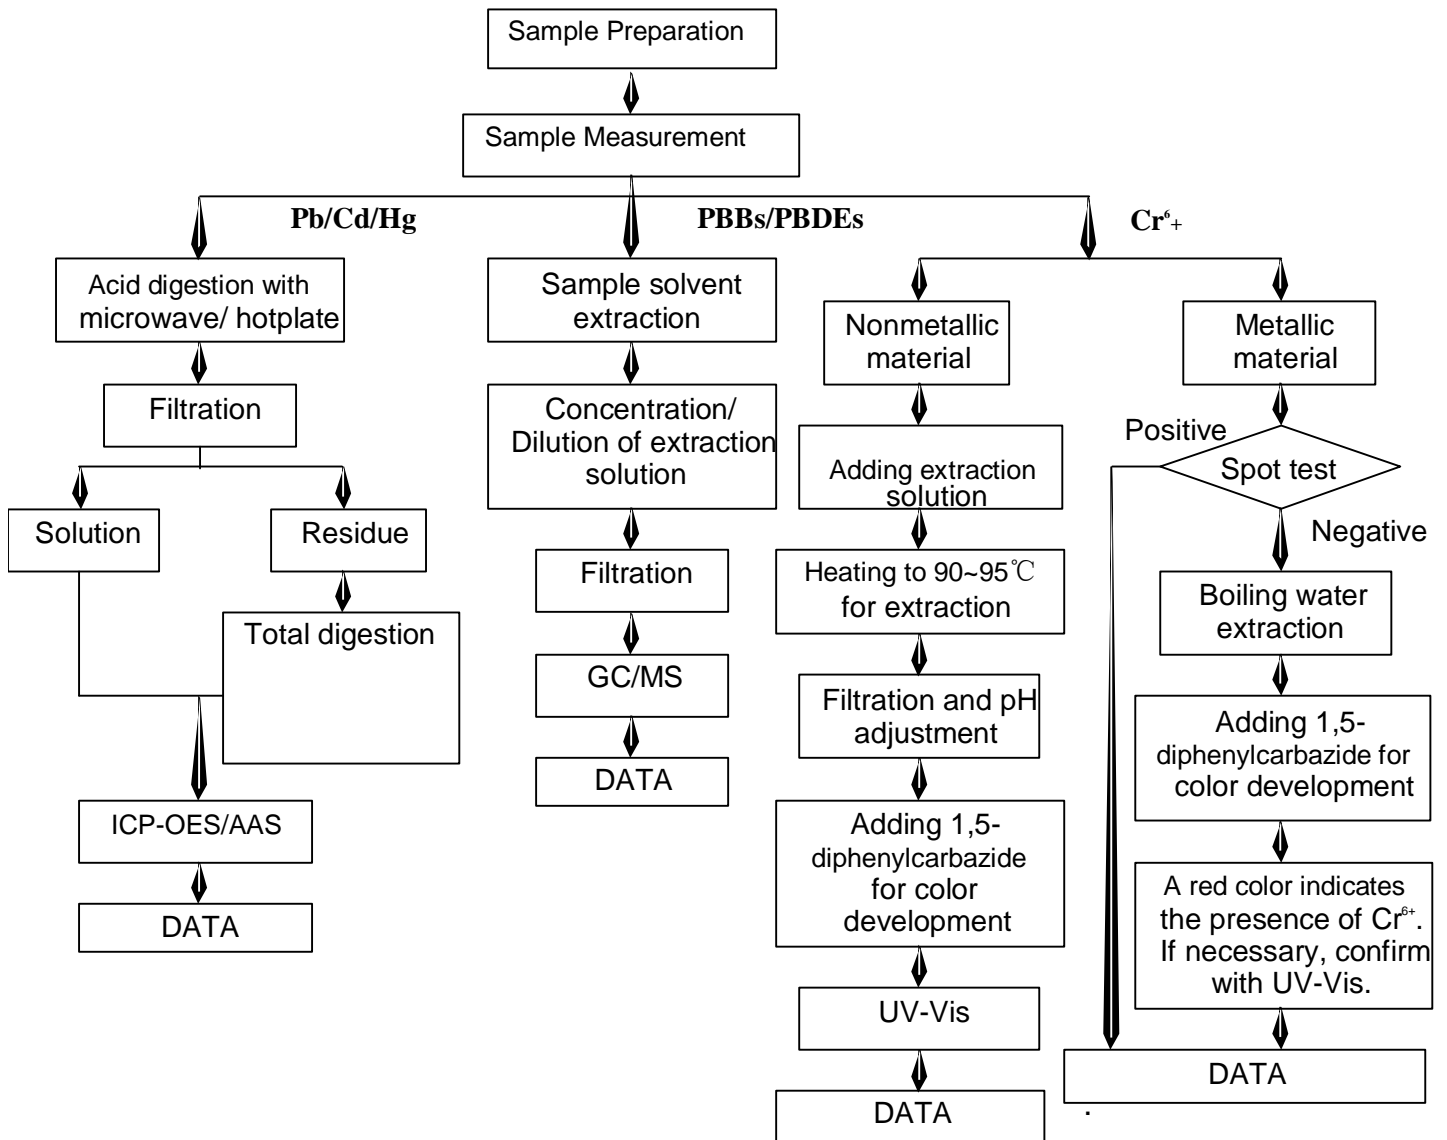 Sample Preparation
Sample Measurement
Pb/Cd/Hg
PBBs/PBDEs
Cr⁶+
Acid digestion with
microwave/ hotplate
Filtration
Solution
Residue
Total digestion
ICP-OES/AAS
DATA
Sample solvent
extraction
Concentration/
Dilution of extraction
solution
Filtration
GC/MS
DATA
Nonmetallic
material
Adding extraction
solution
Heating to 90~95℃
for extraction
Filtration and pH
adjustment
Adding 1,5-
diphenylcarbazide
for color
development
UV-Vis
DATA
Metallic
material
Positive
Spot test
Negative
Boiling water
extraction
Adding 1,5-
diphenylcarbazide for
color development
A red color indicates
the presence of Cr⁶⁺.
If necessary, confirm
with UV-Vis.
DATA
.